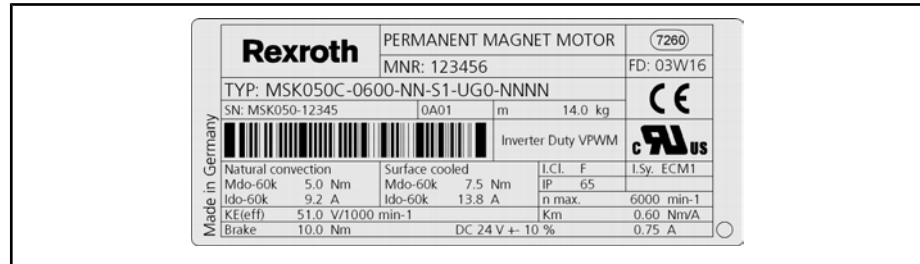 Rexroth
PERMANENT MAGNET MOTOR
7260
MNR: 123456
FD: 03W16
TYP: MSK050C-0600-NN-S1-UG0-NNNN
CE
SN: MSK050-12345 0A01 m 14.0 kg
Inverter Duty VPWM
c RU US
Made in Germany
Natural convection Surface cooled I.Cl. F I.Sy. ECM1
Mdo-60k 5.0 Nm Mdo-60k 7.5 Nm IP 65
Ido-60k 9.2 A Ido-60k 13.8 A n max. 6000 min-1
KE(eff) 51.0 V/1000 min-1 Km 0.60 Nm/A
Brake 10.0 Nm DC 24 V +- 10 % 0.75 A